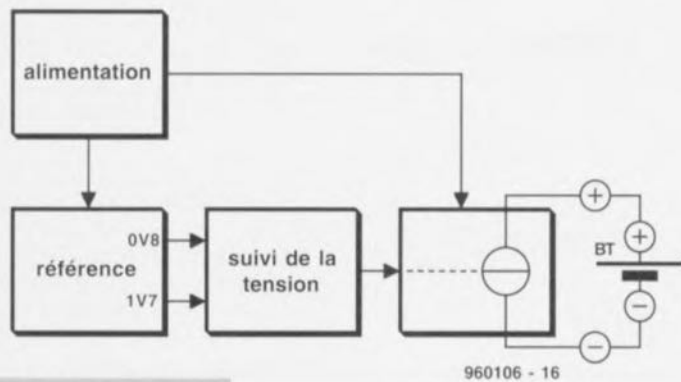 alimentation
référence
0V8
1V7
suivi de la
tension
+
+
BT
−
−
960106 - 16